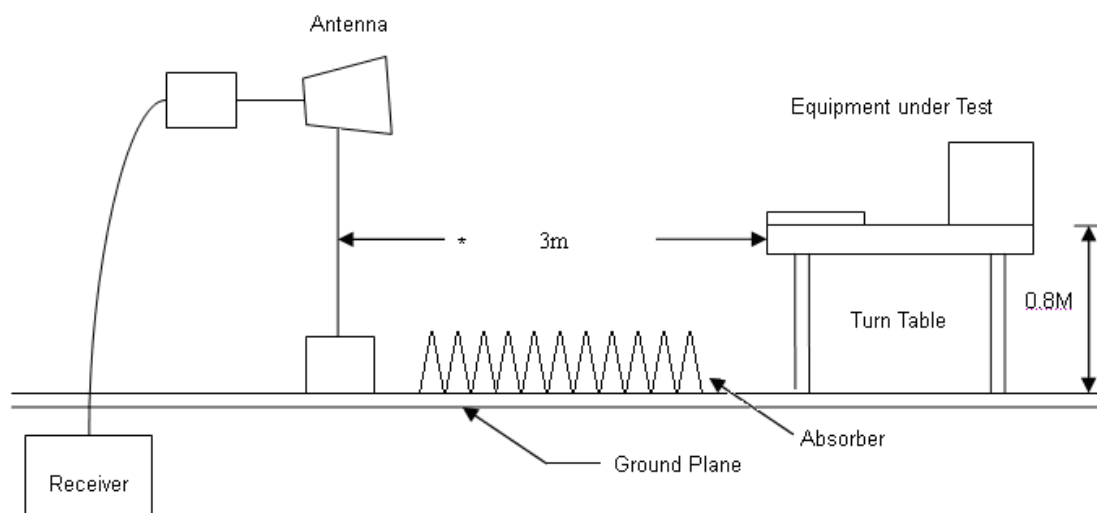 Antenna
Equipment under Test
* 3m
0.8M
Turn Table
Absorber
Ground Plane
Receiver